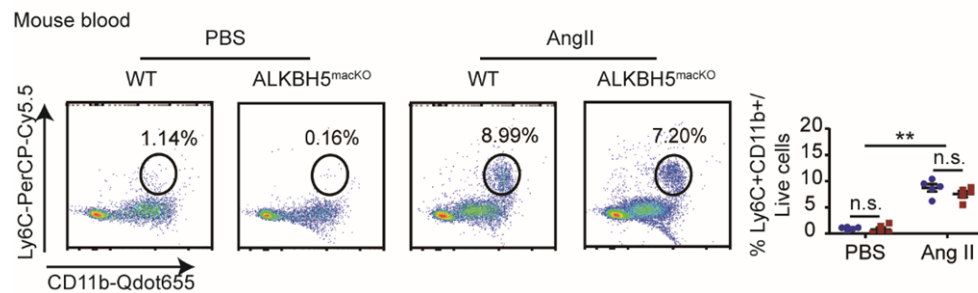 Mouse blood
PBS
AngII
WT
ALKBH5macKO
WT
ALKBH5macKO
Ly6C-PerCP-Cy5.5
1.14%
0.16%
8.99%
7.20%
CD11b-Qdot655
% Ly6C+CD11b+/
Live cells
20
15
10
5
0
**
n.s.
n.s.
PBS
Ang II